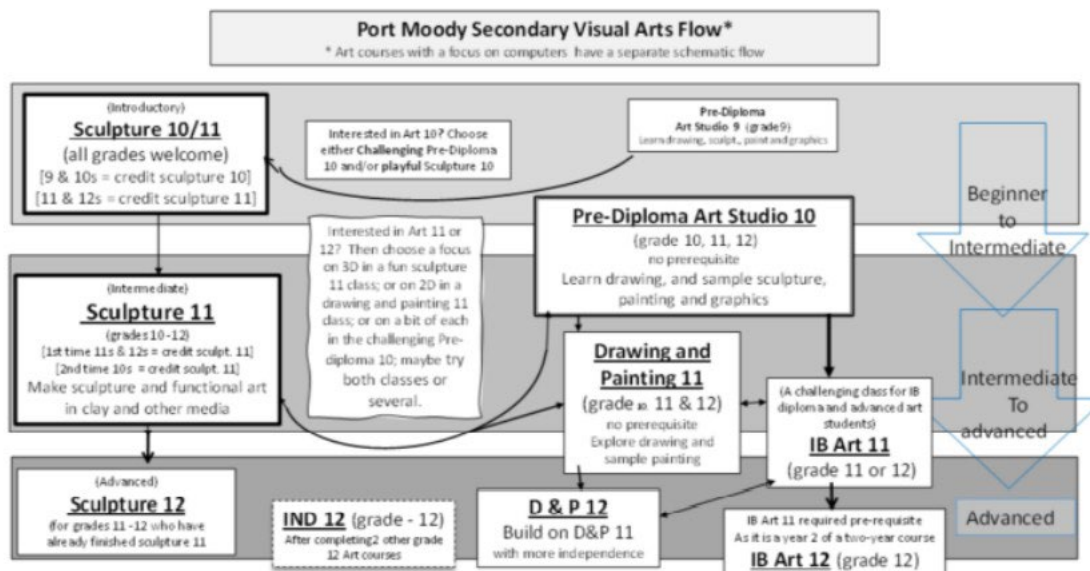 Port Moody Secondary Visual Arts Flow*
* Art courses with a focus on computers have a separate schematic flow
(Introductory)
Sculpture 10/11
(all grades welcome)
[9 & 10s = credit sculpture 10]
[11 & 12s = credit sculpture 11]
Interested in Art 10? Choose
either Challenging Pre-Diploma
10 and/or playful Sculpture 10
Pre-Diploma
Art Studio 9 (grade9)
Learn drawing, sculpt., paint and graphics
Beginner
to
Intermediate
Interested in Art 11 or
12? Then choose a focus
on 3D in a fun sculpture
11 class; or on 2D in a
drawing and painting 11
class; or on a bit of each
in the challenging Pre-
diploma 10; maybe try
both classes or
several.
Pre-Diploma Art Studio 10
(grade 10, 11, 12)
no prerequisite
Learn drawing, and sample sculpture,
painting and graphics
(Intermediate)
Sculpture 11
(grades 10-12)
[1st time 11s & 12s = credit sculpt. 11]
[2nd time 10s = credit sculpt. 11]
Make sculpture and functional art
in clay and other media
Drawing and
Painting 11
(grade 10, 11 & 12)
no prerequisite
Explore drawing and
sample painting
(A challenging class for IB
diploma and advanced art
students)
IB Art 11
(grade 11 or 12)
Intermediate
To
advanced
(Advanced)
Sculpture 12
(for grades 11-12 who have
already finished sculpture 11
IND 12 (grade - 12)
After completing 2 other grade
12 Art courses
D & P 12
Build on D&P 11
with more independence
IB Art 11 required pre-requisite
As it is a year 2 of a two-year course
IB Art 12 (grade 12)
Advanced